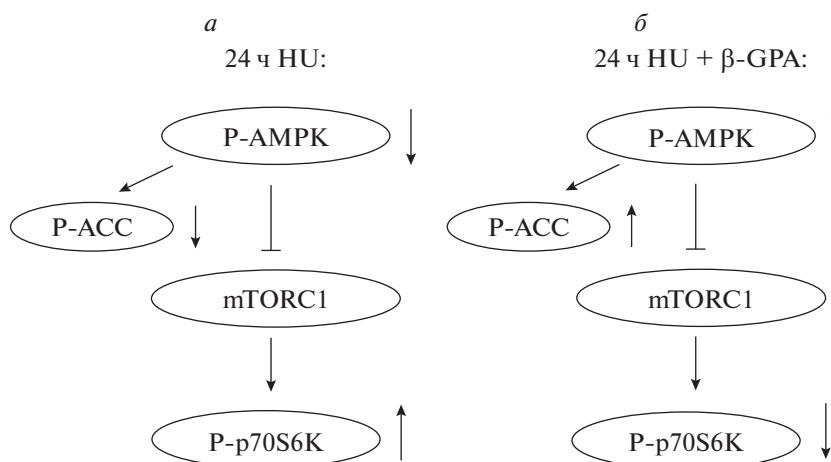 а
24 ч HU:
P-AMPK
P-ACC
mTORC1
P-p70S6K
б
24 ч HU + β-GPA:
P-AMPK
P-ACC
mTORC1
P-p70S6K